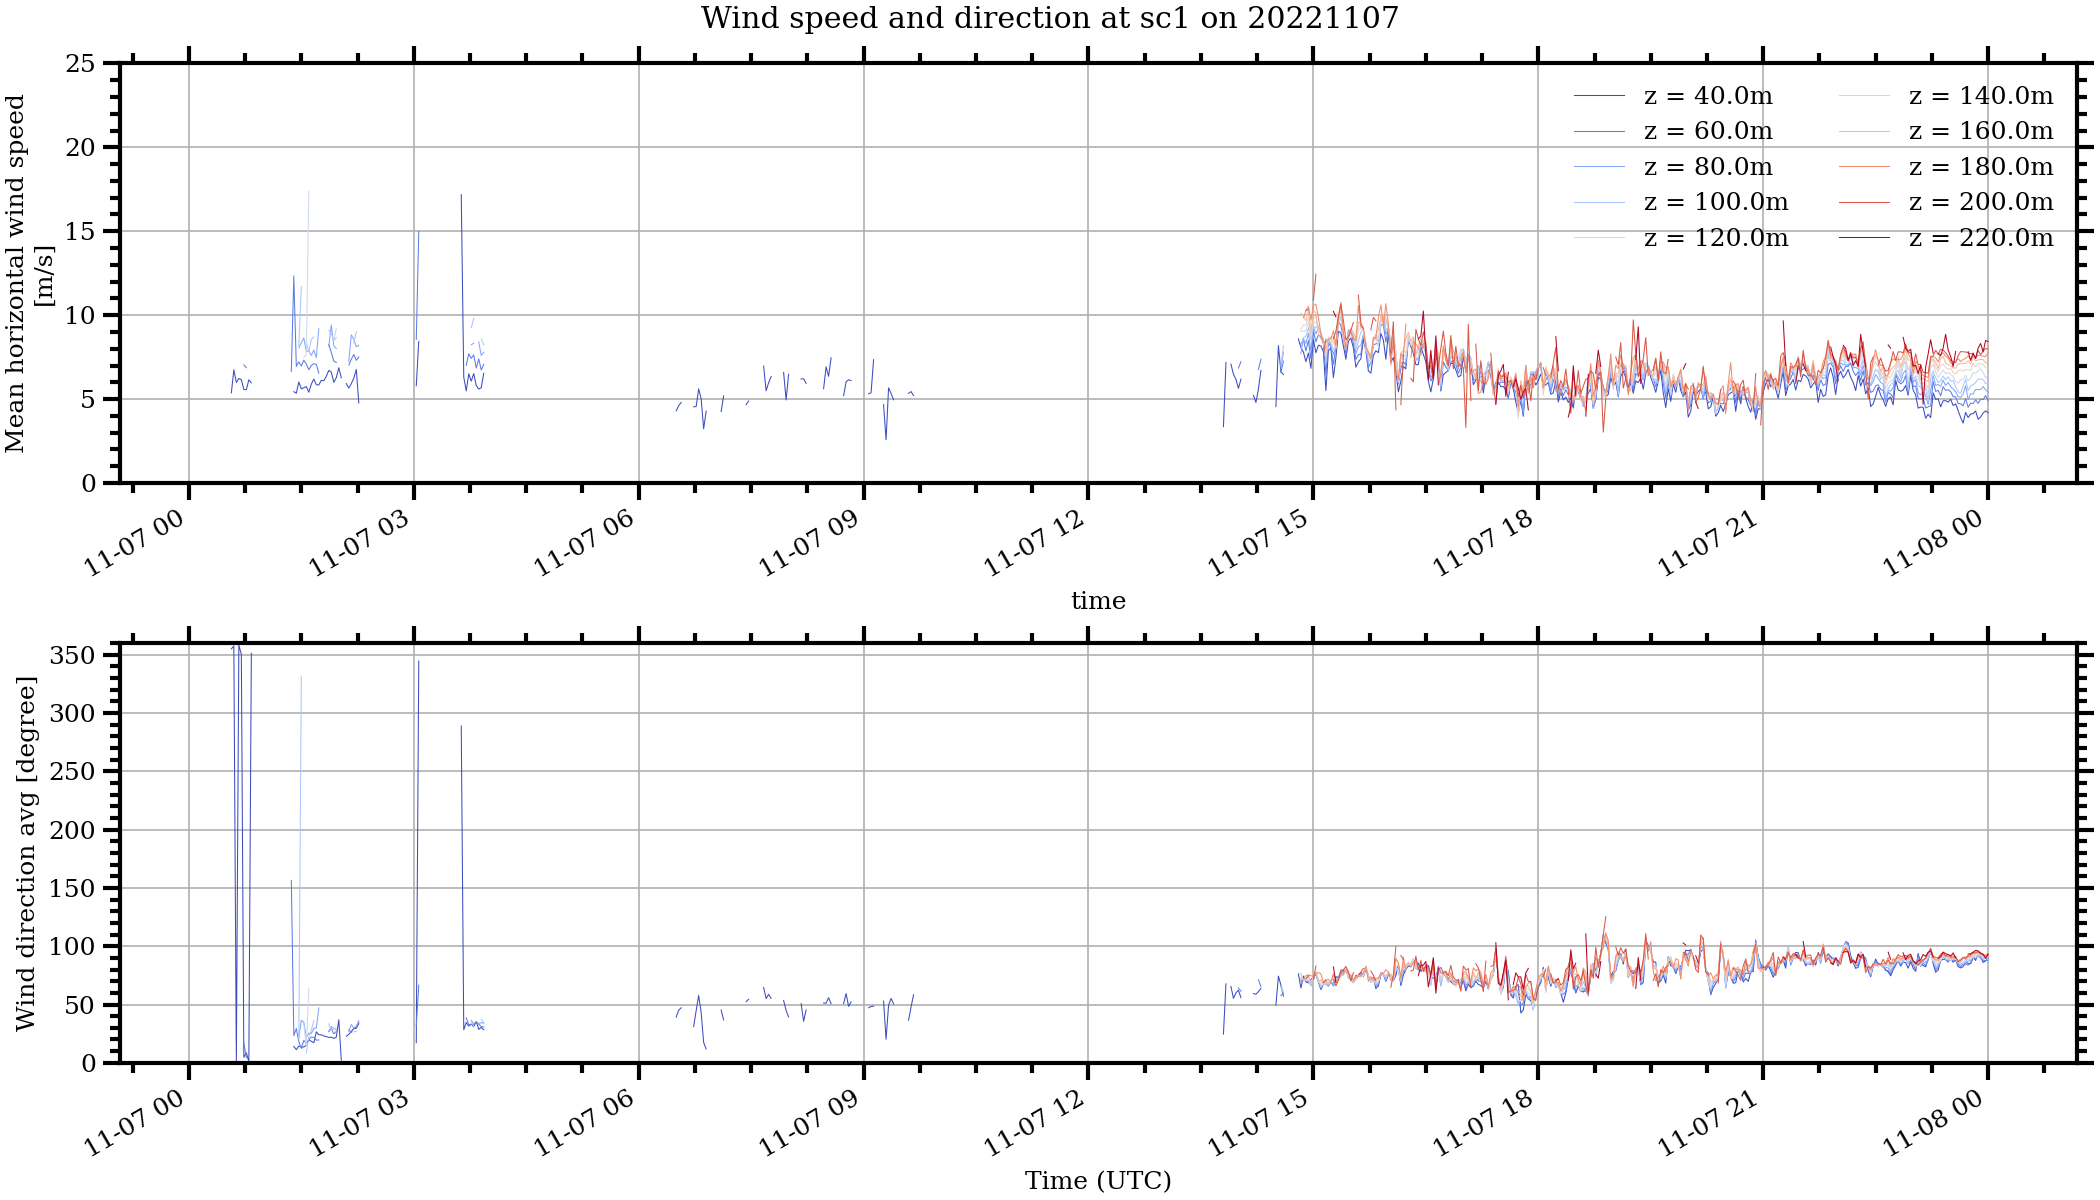 Wind speed and direction at sc1 on 20221107
Mean horizontal wind speed
[m/s]
25
20
15
10
5
0
z = 40.0m
z = 60.0m
z = 80.0m
z = 100.0m
z = 120.0m
z = 140.0m
z = 160.0m
z = 180.0m
z = 200.0m
z = 220.0m
11-07 00
11-07 03
11-07 06
11-07 09
11-07 12
11-07 15
11-07 18
11-07 21
11-08 00
time
Wind direction avg [degree]
350
300
250
200
150
100
50
0
11-07 00
11-07 03
11-07 06
11-07 09
11-07 12
11-07 15
11-07 18
11-07 21
11-08 00
Time (UTC)